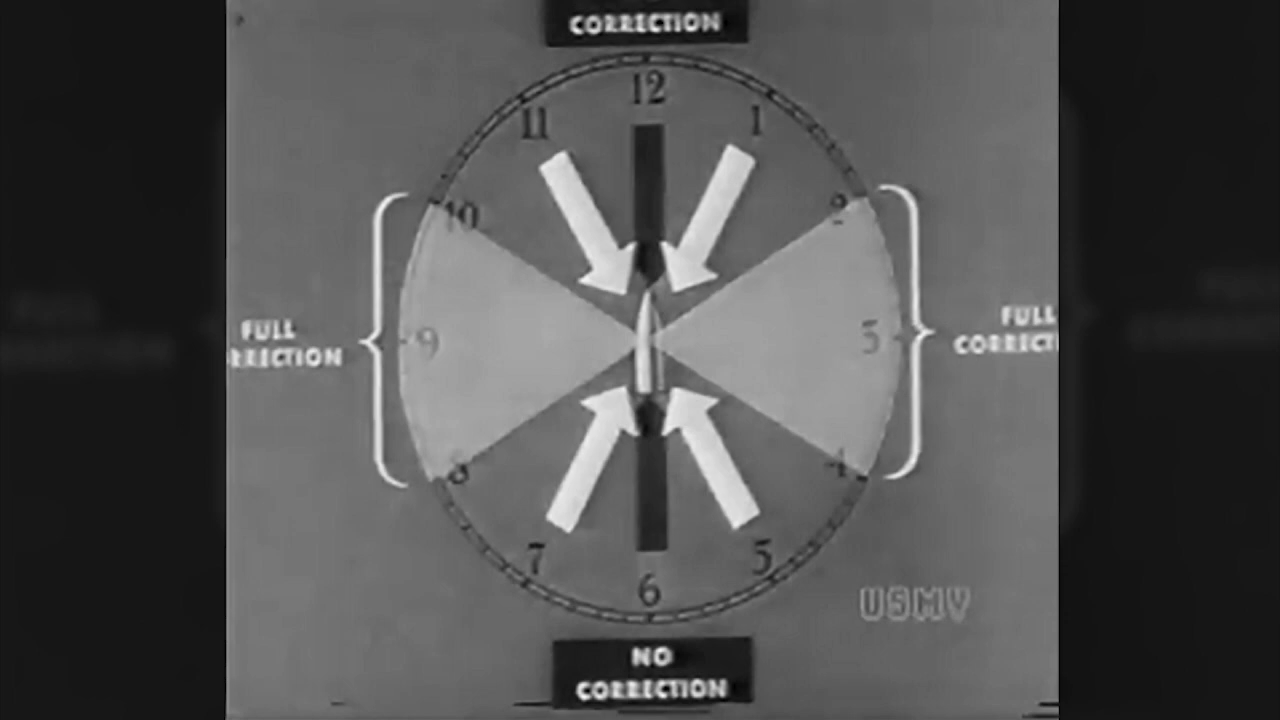 CORRECTION
12
11 1
10 2
FULL
RRECTION
9
3
FULL
CORRECT
8 4
7 5
6
USMV
NO
CORRECTION